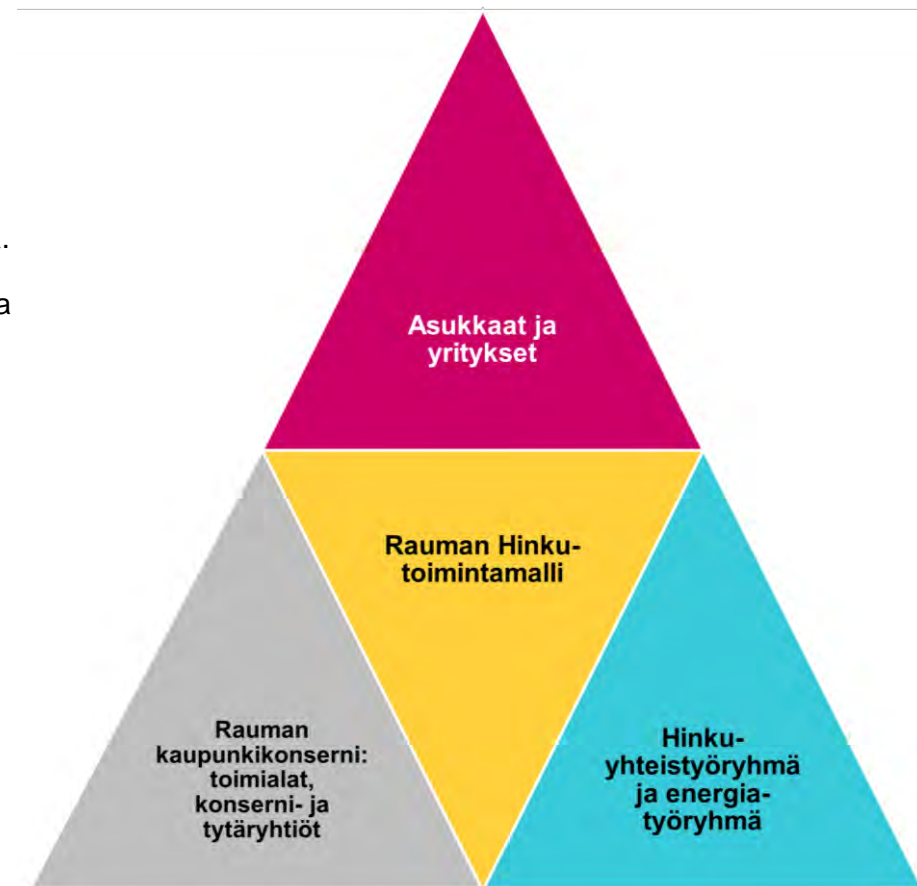 .
a
Asukkaat ja
yritykset
Rauman Hinku-
toimintamalli
Rauman
kaupunkikonserni:
toimialat,
konserni- ja
tytäryhtiöt
Hinku-
yhteistyöryhmä
ja energia-
työryhmä